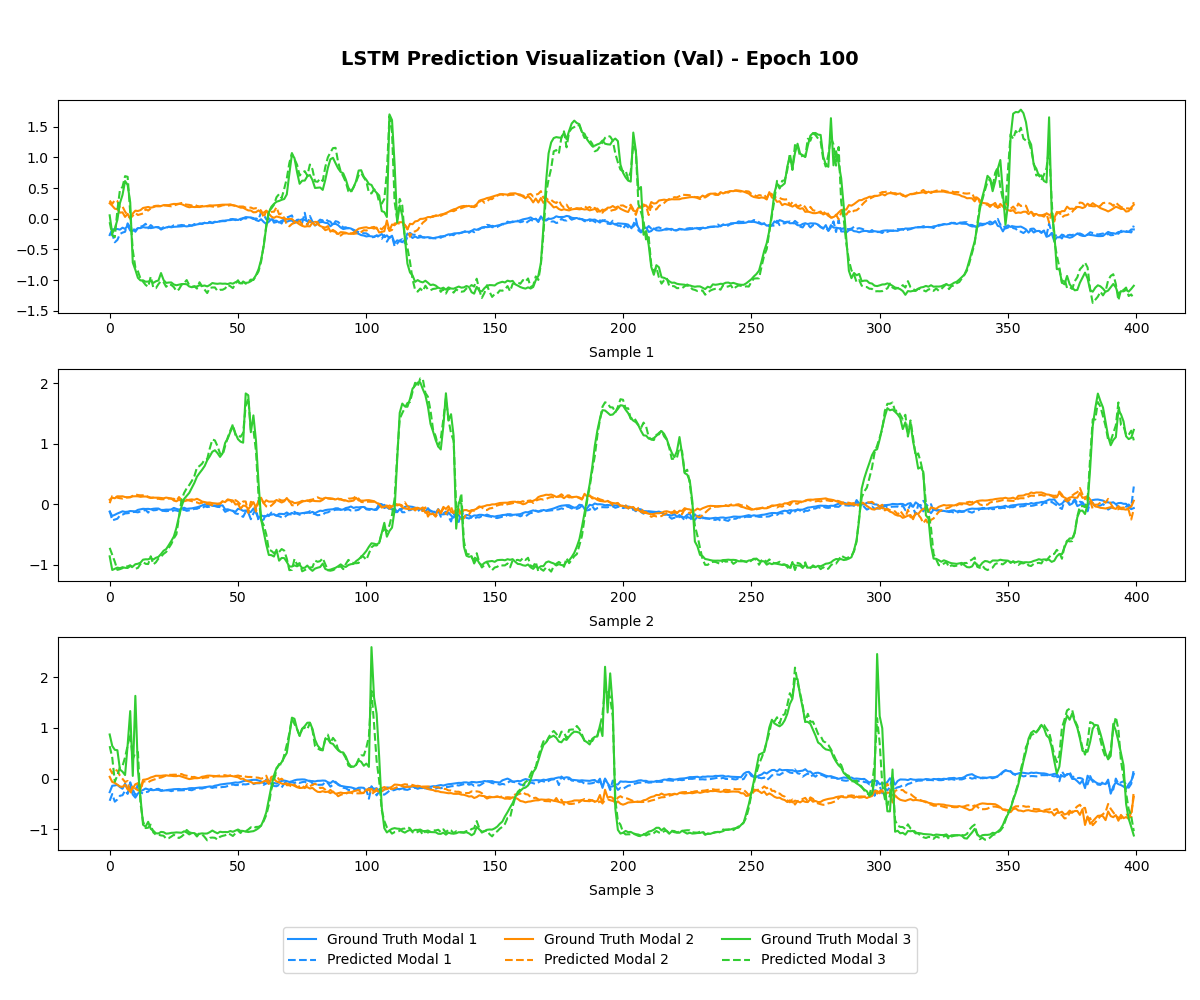 LSTM Prediction Visualization (Val) - Epoch 100
1.5
1.0
0.5
0.0
−0.5
−1.0
−1.5
0 50 100 150 200 250 300 350 400
Sample 1
2
1
0
−1
0 50 100 150 200 250 300 350 400
Sample 2
2
1
0
−1
0 50 100 150 200 250 300 350 400
Sample 3
Ground Truth Modal 1 Ground Truth Modal 2 Ground Truth Modal 3
Predicted Modal 1 Predicted Modal 2 Predicted Modal 3